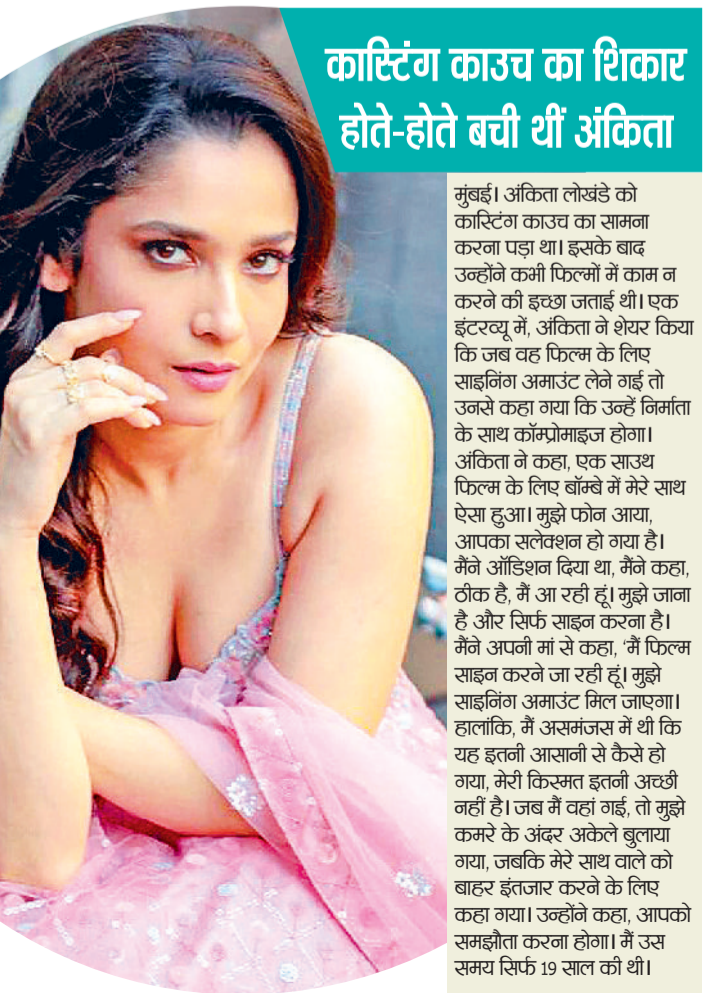 कास्टिंग काउच का शिकार
होते-होते बची थीं अंकिता
मुंबई। अंकिता लोखंडे को
कास्टिंग काउच का सामना
करना पड़ा था। इसके बाद
उन्होंने कभी फिल्मों में काम न
करने की इच्छा जताई थी। एक
इंटरव्यू में, अंकिता ने शेयर किया
कि जब वह फिल्म के लिए
साइनिंग अमाउंट लेने गई तो
उनसे कहा गया कि उन्हें निर्माता
के साथ कॉम्प्रोमाइज होगा।
अंकिता ने कहा, एक साउथ
फिल्म के लिए बॉम्बे में मेरे साथ
ऐसा हुआ। मुझे फोन आया,
आपका सलेक्शन हो गया है।
मैंने ऑडिशन दिया था, मैंने कहा,
ठीक है, मैं आ रही हूं। मुझे जाना
है और सिर्फ साइन करना है।
मैंने अपनी मां से कहा, ‘मैं फिल्म
साइन करने जा रही हूं। मुझे
साइनिंग अमाउंट मिल जाएगा।
हालांकि, मैं असमंजस में थी कि
यह इतनी आसानी से कैसे हो
गया, मेरी किस्मत इतनी अच्छी
नहीं है। जब मैं वहां गई, तो मुझे
कमरे के अंदर अकेले बुलाया
गया, जबकि मेरे साथ वाले को
बाहर इंतजार करने के लिए
कहा गया। उन्होंने कहा, आपको
समझौता करना होगा। मैं उस
समय सिर्फ 19 साल की थी।